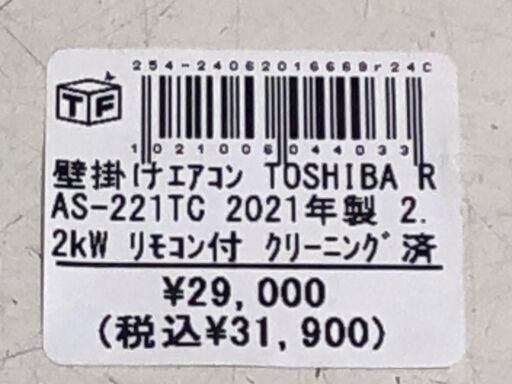 254-24062016668r24C
TF
1021006044033
壁掛けエアコン TOSHIBA R
AS-221TC 2021年製 2.
2kW リモコン付 クリーニング済
¥29,000
(税込¥31,900)